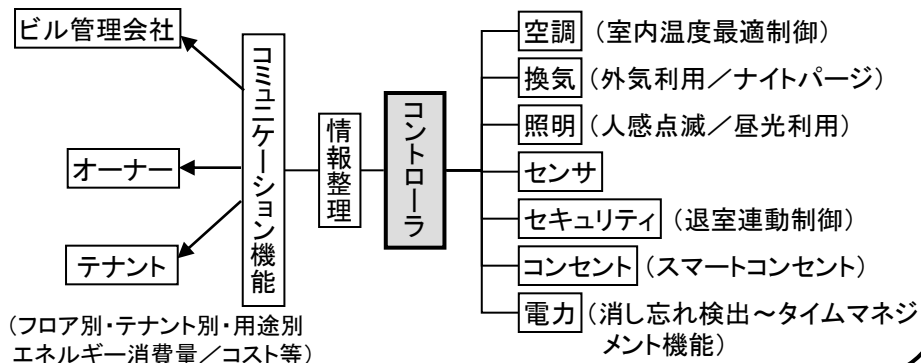 ビル管理会社
オーナー
テナント
(フロア別・テナント別・用途別
エネルギー消費量/コスト等)
コミュニケーション機能
情報整理
コントローラ
空調(室内温度最適制御)
換気(外気利用/ナイトパージ)
照明(人感点滅/昼光利用)
センサ
セキュリティ(退室連動制御)
コンセント(スマートコンセント)
電力(消し忘れ検出~タイムマネジ
メント機能)